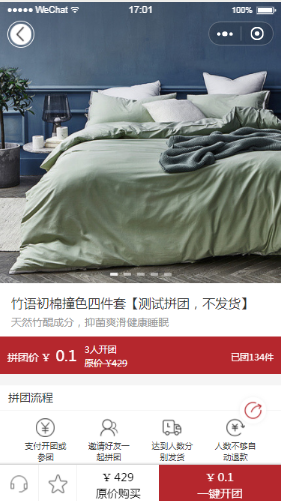 WeChat 17:01 100%
竹语初棉撞色四件套【测试拼团，不发货】
天然竹醌成分，抑菌爽滑健康睡眠
拼团价 ¥ 0.1 3人开团 原价 ¥429 已团134件
拼团流程
支付开团或参团
邀请好友一起拼团
达到人数分别发货
人数不够自动退款
¥ 429
原价购买
¥ 0.1
一键开团